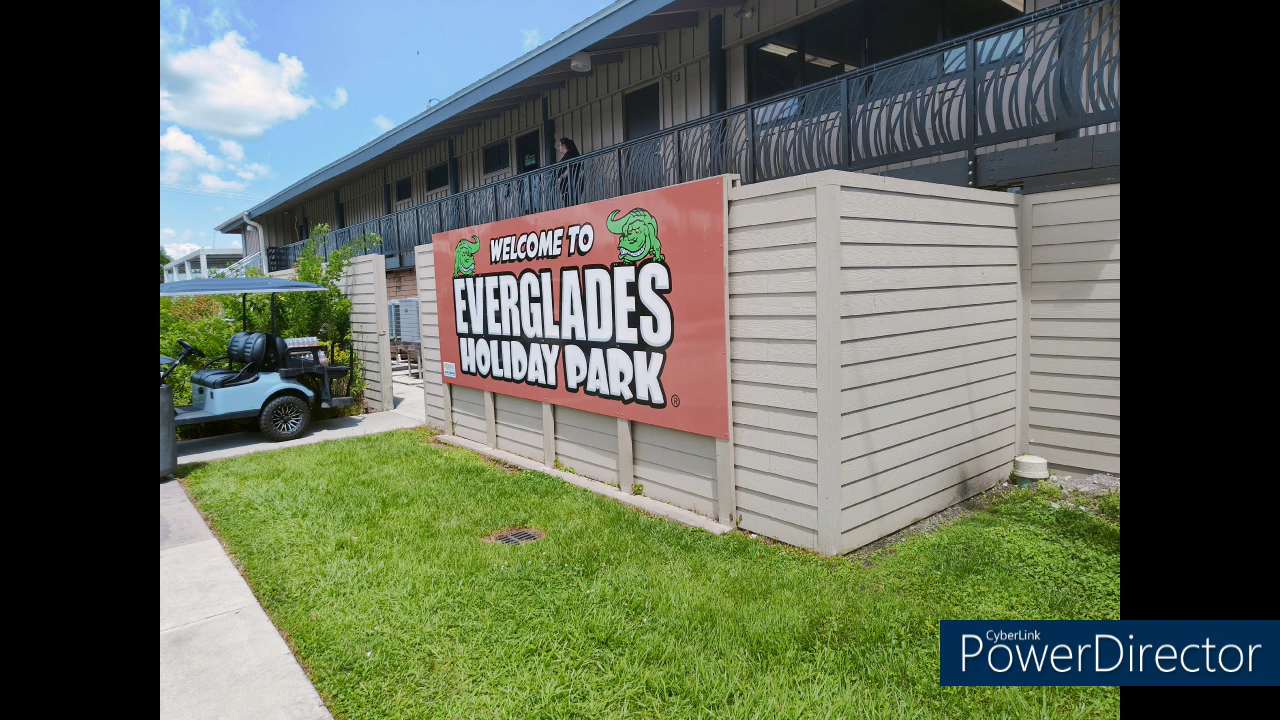 WELCOME TO
EVERGLADES
HOLIDAY PARK
®
CyberLink
PowerDirector